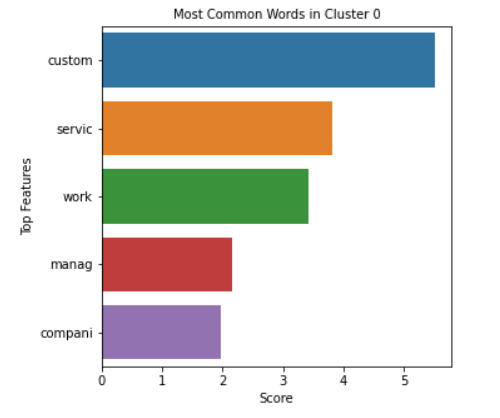 Most Common Words in Cluster 0
Top Features
custom
servic
work
manag
compani
0 1 2 3 4 5
Score